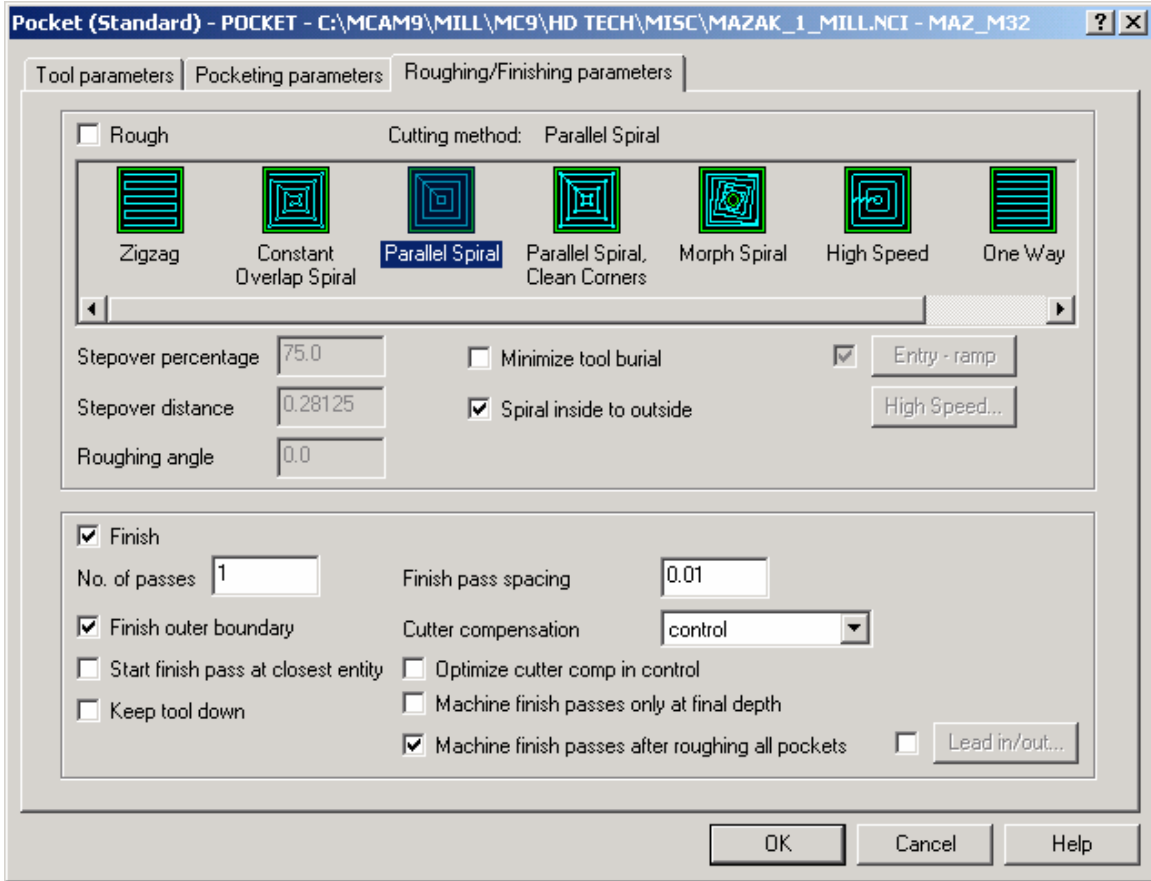 Pocket (Standard) - POCKET - C:\MCAM9\MILL\MC9\HD TECH\MISC\MAZAK_1_MILL.NCI - MAZ_M32
Tool parameters Pocketing parameters Roughing/Finishing parameters
Rough Cutting method: Parallel Spiral
Zigzag Constant Overlap Spiral Parallel Spiral Parallel Spiral, Clean Corners Morph Spiral High Speed One Way
Stepover percentage 75.0 Minimize tool burial Entry - ramp
Stepover distance 0.28125 Spiral inside to outside High Speed...
Roughing angle 0.0
Finish
No. of passes 1 Finish pass spacing 0.01
Finish outer boundary Cutter compensation control
Start finish pass at closest entity Optimize cutter comp in control
Keep tool down Machine finish passes only at final depth
Machine finish passes after roughing all pockets Lead in/out...
OK Cancel Help